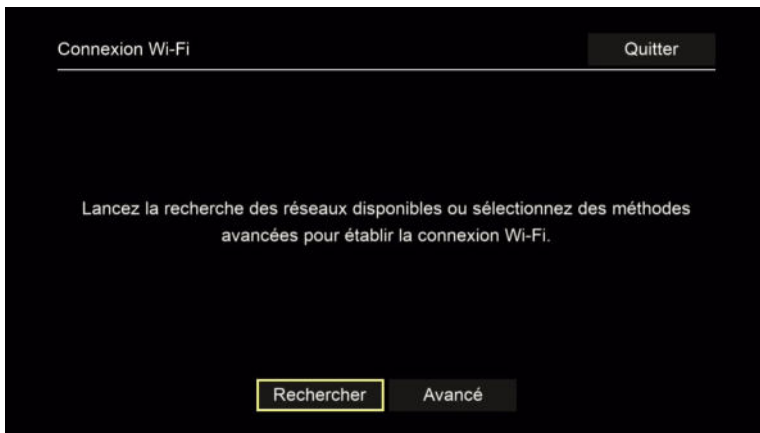 Connexion Wi-Fi
Quitter
Lancez la recherche des réseaux disponibles ou sélectionnez des méthodes
avancées pour établir la connexion Wi-Fi.
Rechercher
Avancé